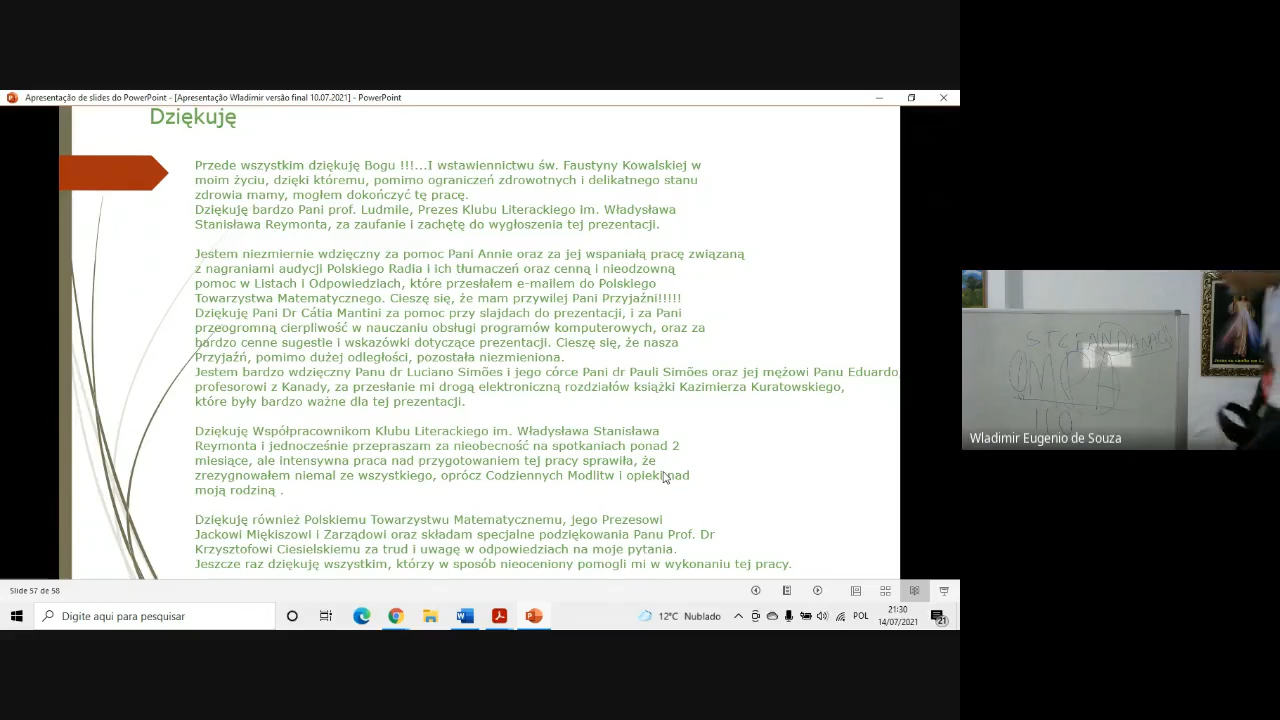 Apresentação de slides do PowerPoint - [Apresentação Wladimir versão final 10.07.2021] - PowerPoint
Dziękuję
Przede wszystkim dziękuję Bogu !!!...I wstawiennictwu św. Faustyny Kowalskiej w
moim życiu, dzięki któremu, pomimo ograniczeń zdrowotnych i delikatnego stanu
zdrowia mamy, mogłem dokończyć tę pracę.
Dziękuję bardzo Pani prof. Ludmile, Prezes Klubu Literackiego im. Władysława
Stanisława Reymonta, za zaufanie i zachętę do wygłoszenia tej prezentacji.
Jestem niezmiernie wdzięczny za pomoc Pani Annie oraz za jej wspaniałą pracę związaną
z nagraniami audycji Polskiego Radia i ich tłumaczeń oraz cenną i nieodzowną
pomoc w Listach i Odpowiedziach, które przesłałem e-mailem do Polskiego
Towarzystwa Matematycznego. Cieszę się, że mam przywilej Pani Przyjaźni!!!!!
Dziękuję Pani Dr Cátia Mantini za pomoc przy slajdach do prezentacji, i za Pani
przeogromną cierpliwość w nauczaniu obsługi programów komputerowych, oraz za
bardzo cenne sugestie i wskazówki dotyczące prezentacji. Cieszę się, że nasza
Przyjaźń, pomimo dużej odległości, pozostała niezmieniona.
Jestem bardzo wdzięczny Panu dr Luciano Simões i jego córce Pani dr Pauli Simões oraz jej mężowi Panu Eduardo,
profesorowi z Kanady, za przesłanie mi drogą elektroniczną rozdziałów książki Kazimierza Kuratowskiego,
które były bardzo ważne dla tej prezentacji.
Dziękuję Współpracownikom Klubu Literackiego im. Władysława Stanisława
Reymonta i jednocześnie przepraszam za nieobecność na spotkaniach ponad 2
miesiące, ale intensywna praca nad przygotowaniem tej pracy sprawiła, że
zrezygnowałem niemal ze wszystkiego, oprócz Codziennych Modlitw i opieki nad
moją rodziną .
Dziękuję również Polskiemu Towarzystwu Matematycznemu, jego Prezesowi
Jackowi Miękiszowi i Zarządowi oraz składam specjalne podziękowania Panu Prof. Dr
Krzysztofowi Ciesielskiemu za trud i uwagę w odpowiedziach na moje pytania.
Jeszcze raz dziękuję wszystkim, którzy w sposób nieoceniony pomogli mi w wykonaniu tej pracy.
Slide 57 de 58
Digite aqui para pesquisar
12°C Nublado
POL
21:30
14/07/2021
21
Wladimir Eugenio de Souza